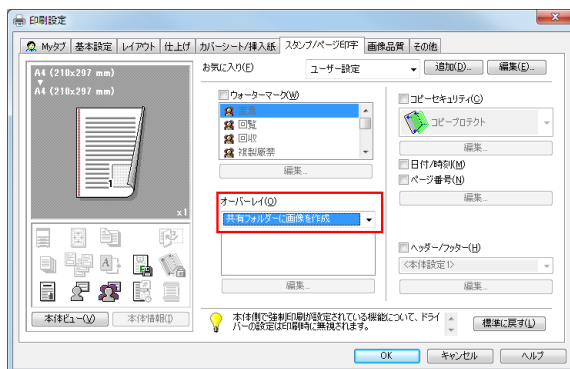 印刷設定
Myタブ 基本設定 レイアウト 仕上げ カバーシート/挿入紙 スタンプ/ページ印字 画像品質 その他
A4 (210x297 mm)
A4 (210x297 mm)
1
x1
本体ビュー(V) 本体情報(I)
お気に入り(F) ユーザー設定 追加(D)... 編集(E)...
ウォーターマーク(W)
回覧
回収
複製厳禁
編集...
オーバーレイ(O)
共有フォルダーに画像を作成
編集...
コピーセキュリティ(C)
コピープロテクト
編集...
日付/時刻(M)
ページ番号(N)
編集...
ヘッダー/フッター(H)
<本体設定1>
編集...
本体側で強制印刷が設定されている機能について、ドライ
バーの設定は印刷時に無視されます。
標準に戻す(L)
OK キャンセル ヘルプ